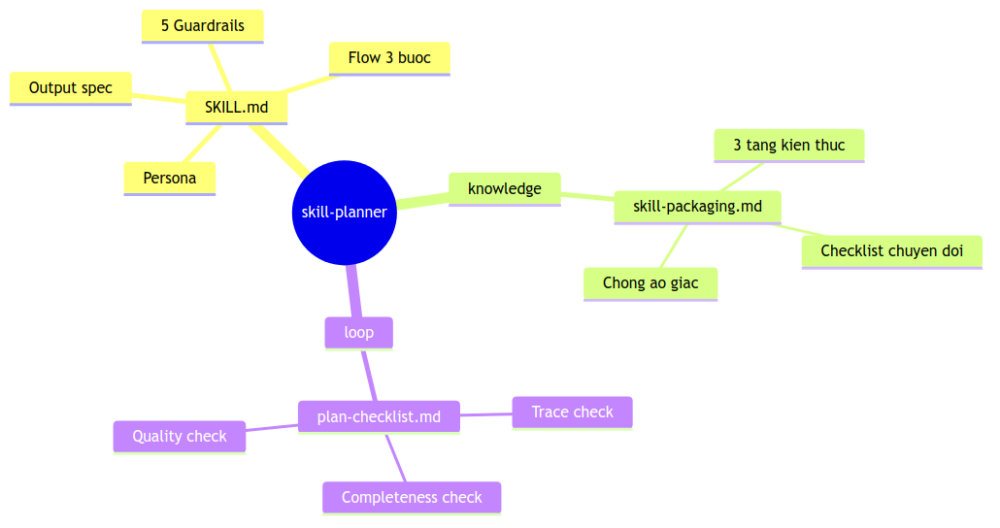 5 Guardrails
Flow 3 buoc
Output spec
SKILL.md
Persona
skill-planner
knowledge
3 tang kien thuc
skill-packaging.md
Checklist chuyen doi
Chong ao giac
loop
plan-checklist.md
Trace check
Quality check
Completeness check